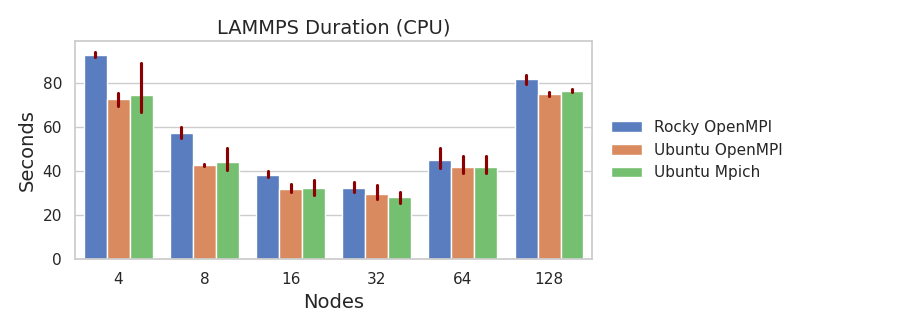 LAMMPS Duration (CPU)
Seconds
80
60
40
20
0
4 8 16 32 64 128
Nodes
Rocky OpenMPI
Ubuntu OpenMPI
Ubuntu Mpich